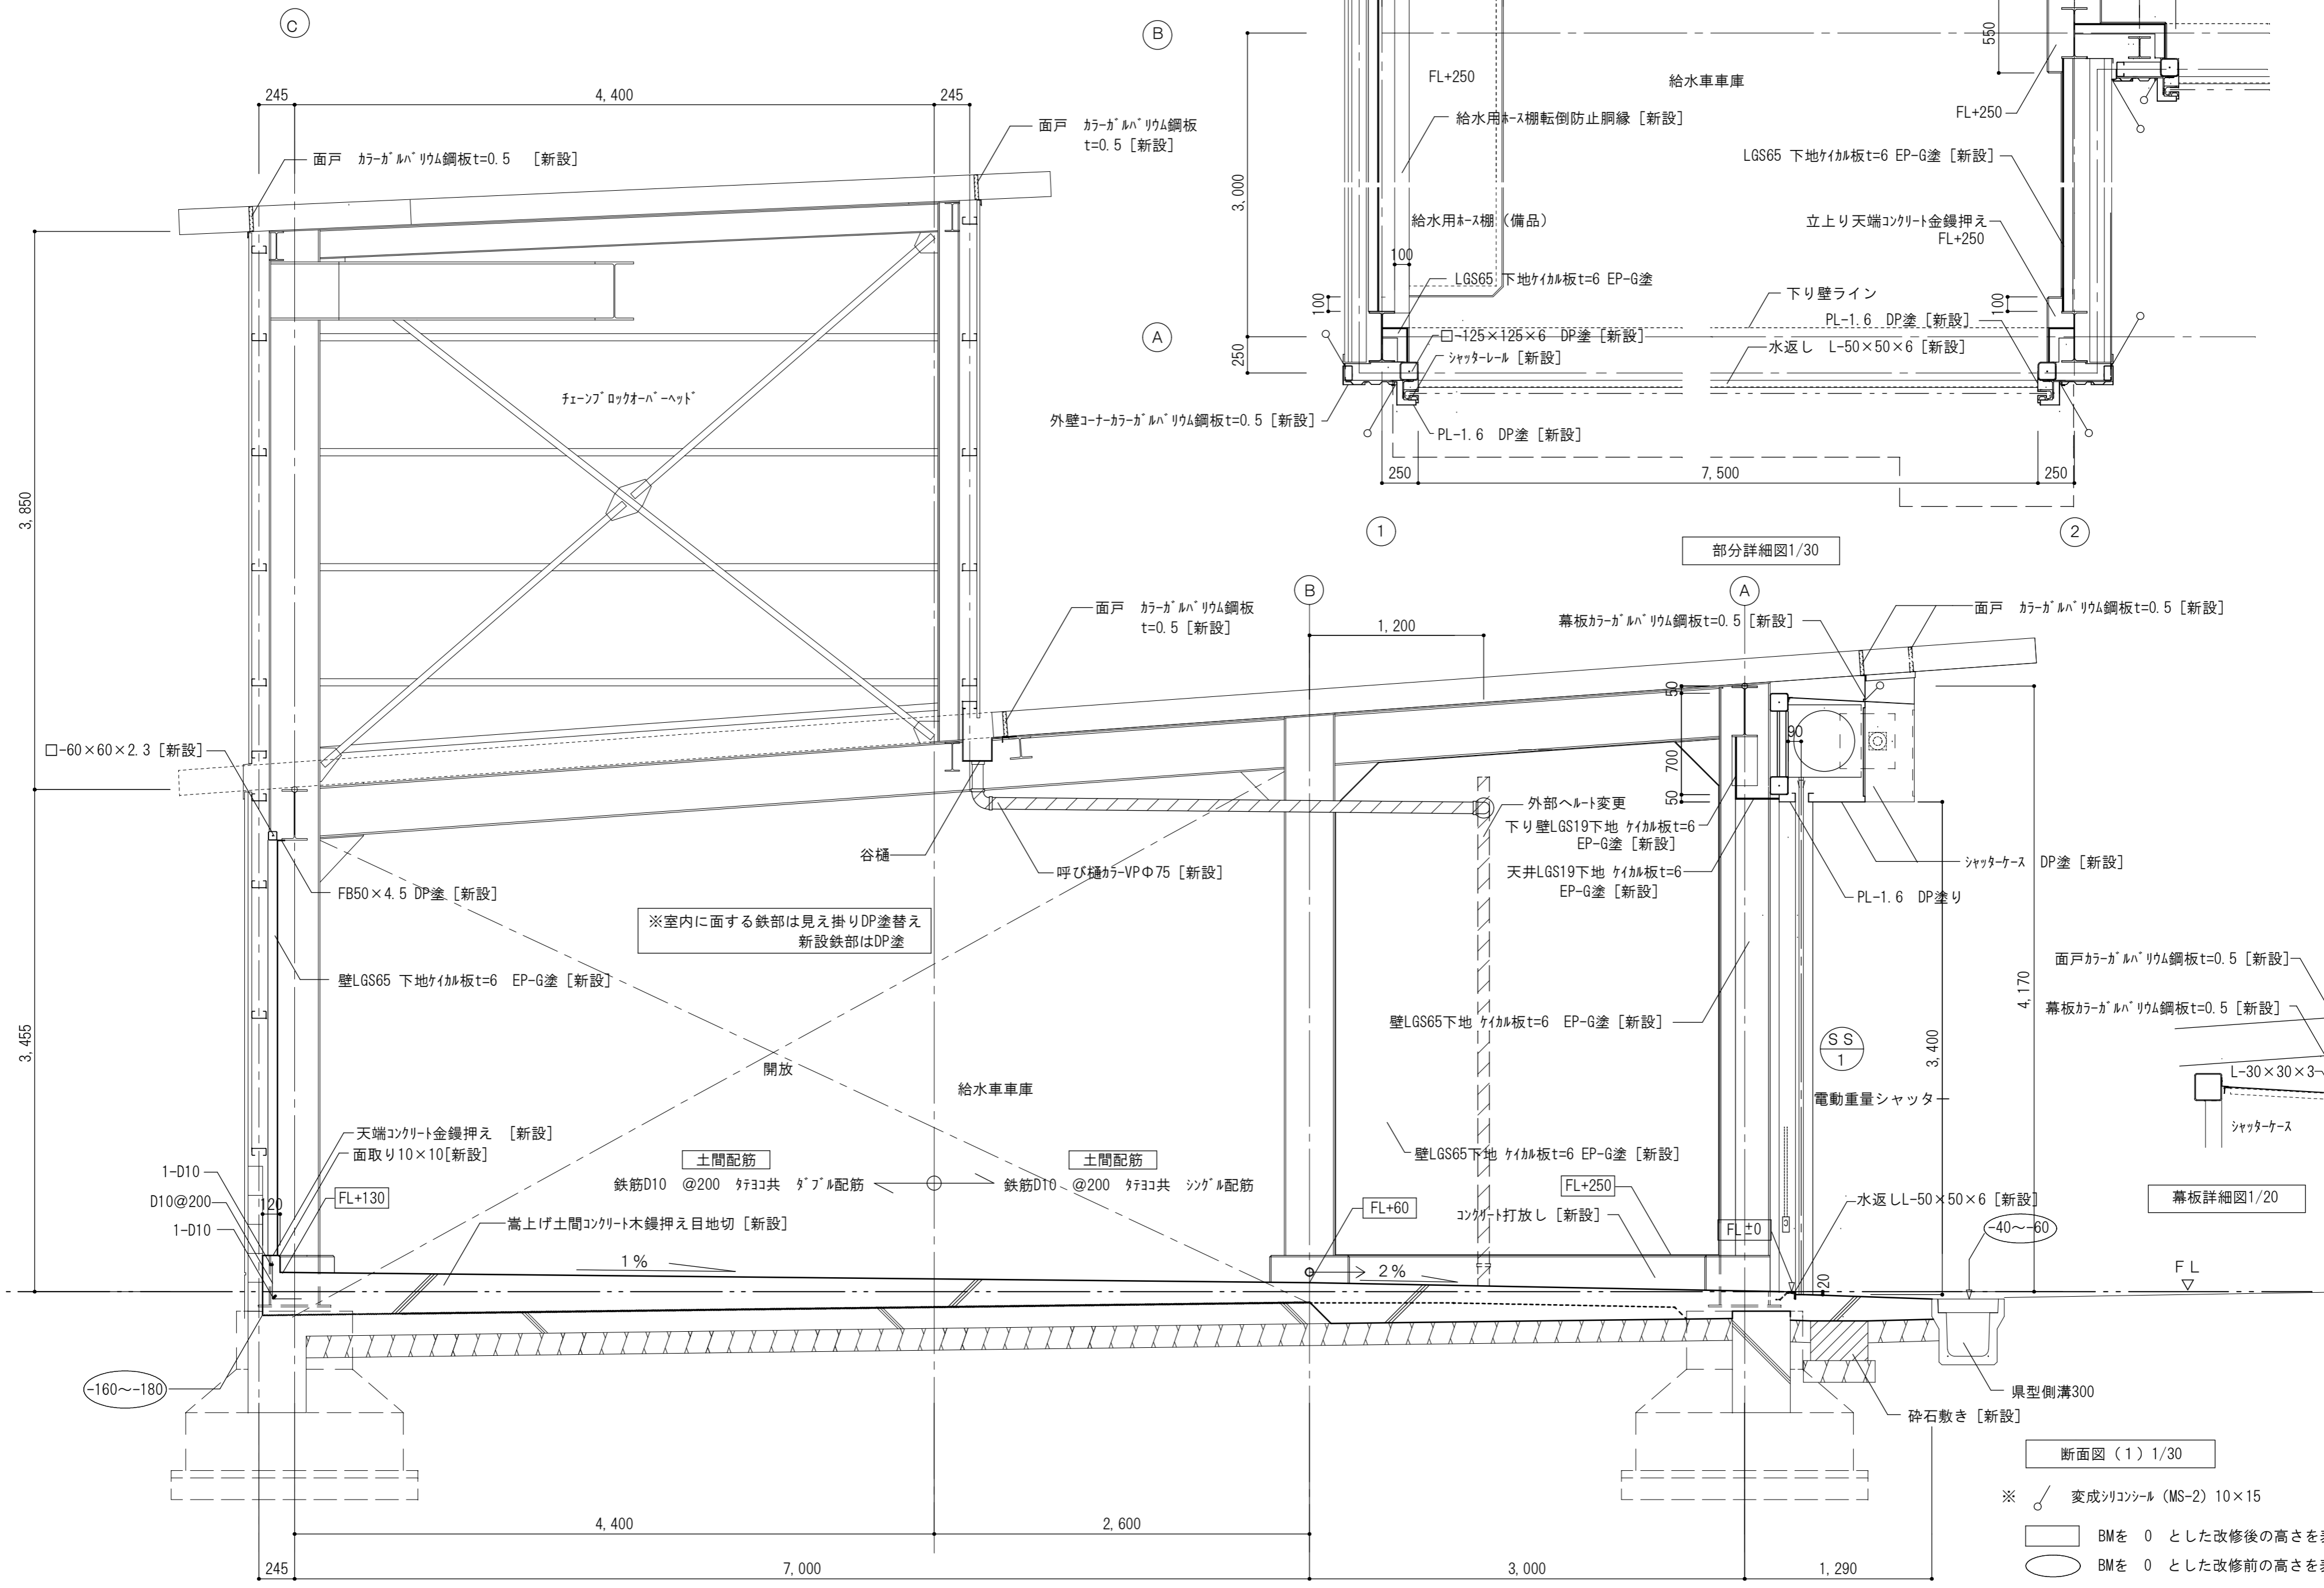 C
B
A
1
2
245
4,400
245
面戸 ｶﾗｰｶﾞﾙﾊﾞﾘｳﾑ鋼板t=0.5 ［新設］
面戸 ｶﾗｰｶﾞﾙﾊﾞﾘｳﾑ鋼板
t=0.5［新設］
3,850
3,455
ﾁｪｰﾝﾌﾞﾛｯｸｵｰﾊﾞｰﾍｯﾄﾞ
550
3,000
250
FL+250
給水車車庫
給水用ﾎｰｽ棚転倒防止胴縁［新設］
FL+250
LGS65 下地ｹｲｶﾙ板t=6 EP-G塗［新設］
給水用ﾎｰｽ棚（備品）
立上り天端ｺﾝｸﾘｰﾄ金鏝押え
FL+250
100
LGS65 下地ｹｲｶﾙ板t=6 EP-G塗
下り壁ライン
100
100
PL-1.6 DP塗［新設］
□-125×125×6 DP塗［新設］
水返し L-50×50×6［新設］
ｼｬｯﾀｰﾚｰﾙ［新設］
外壁ｺｰﾅｰｶﾗｰｶﾞﾙﾊﾞﾘｳﾑ鋼板t=0.5［新設］
PL-1.6 DP塗［新設］
250
7,500
250
部分詳細図1/30
B
A
面戸 ｶﾗｰｶﾞﾙﾊﾞﾘｳﾑ鋼板
t=0.5［新設］
1,200
幕板ｶﾗｰｶﾞﾙﾊﾞﾘｳﾑ鋼板t=0.5［新設］
面戸 ｶﾗｰｶﾞﾙﾊﾞﾘｳﾑ鋼板t=0.5［新設］
50
700
50
90
□-60×60×2.3［新設］
外部へﾙｰﾄ変更
下り壁LGS19下地 ｹｲｶﾙ板t=6
EP-G塗［新設］
谷樋
呼び樋ｶﾗｰVPΦ75［新設］
天井LGS19下地 ｹｲｶﾙ板t=6
EP-G塗［新設］
ｼｬｯﾀｰｹｰｽ DP塗［新設］
PL-1.6 DP塗り
FB50×4.5 DP塗［新設］
※室内に面する鉄部は見え掛りDP塗替え
新設鉄部はDP塗
壁LGS65 下地ｹｲｶﾙ板t=6 EP-G塗［新設］
面戸ｶﾗｰｶﾞﾙﾊﾞﾘｳﾑ鋼板t=0.5［新設］
幕板ｶﾗｰｶﾞﾙﾊﾞﾘｳﾑ鋼板t=0.5［新設］
4,170
3,400
壁LGS65下地 ｹｲｶﾙ板t=6 EP-G塗［新設］
SS
1
L-30×30×3
開放
給水車車庫
電動重量シャッター
ｼｬｯﾀｰｹｰｽ
天端ｺﾝｸﾘｰﾄ金鏝押え ［新設］
面取り10×10[新設]
壁LGS65下地 ｹｲｶﾙ板t=6 EP-G塗［新設］
1-D10
D10@200
1-D10
120
FL+130
土間配筋
鉄筋D10 @200 ﾀﾃﾖｺ共 ﾀﾞﾌﾞﾙ配筋
土間配筋
鉄筋D10 @200 ﾀﾃﾖｺ共 ｼﾝｸﾞﾙ配筋
FL+60
FL+250
幕板詳細図1/20
嵩上げ土間ｺﾝｸﾘｰﾄ木鏝押え目地切［新設］
ｺﾝｸﾘｰﾄ打放し［新設］
FL±0
水返しL-50×50×6［新設］
-40～-60
1%
2%
20
FL
-160～-180
県型側溝300
砕石敷き［新設］
断面図（1）1/30
※ 変成ｼﾘｺﾝｼｰﾙ（MS-2）10×15
BMを 0 とした改修後の高さを
BMを 0 とした改修前の高さを
4,400
2,600
245
7,000
3,000
1,290